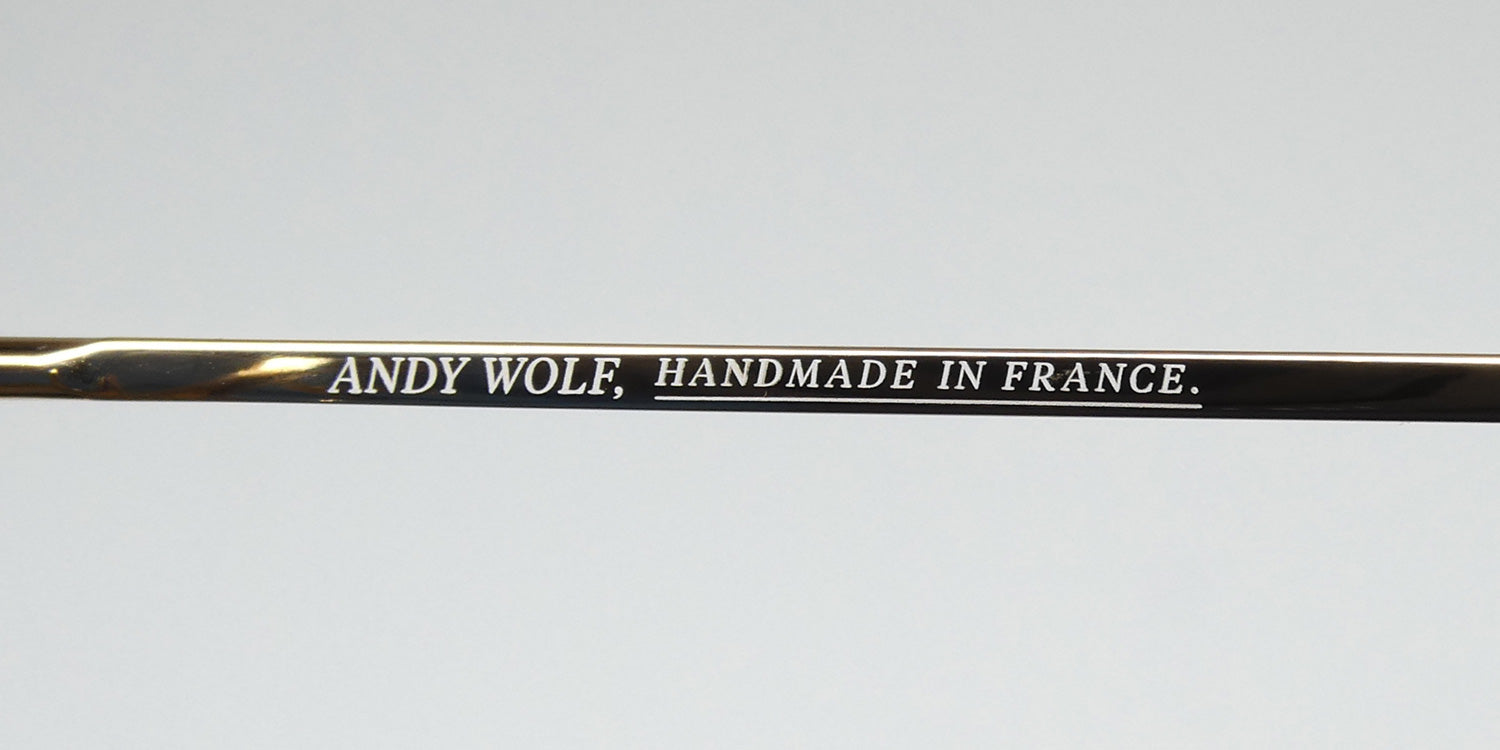 ANDY WOLF, HANDMADE IN FRANCE.